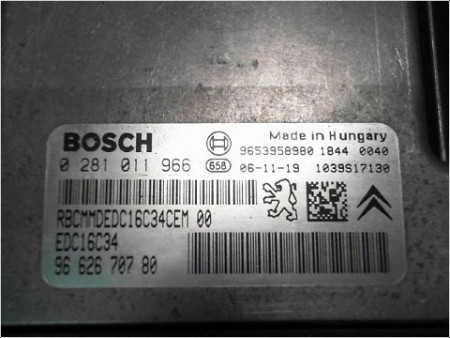 BOSCH
Made in Hungary
9653958980 1844 0040
0 281 011 966 658 06-11-19 1039S17130
RBCMMDEDC16C34CEM 00
EDC16C34
96 626 707 80